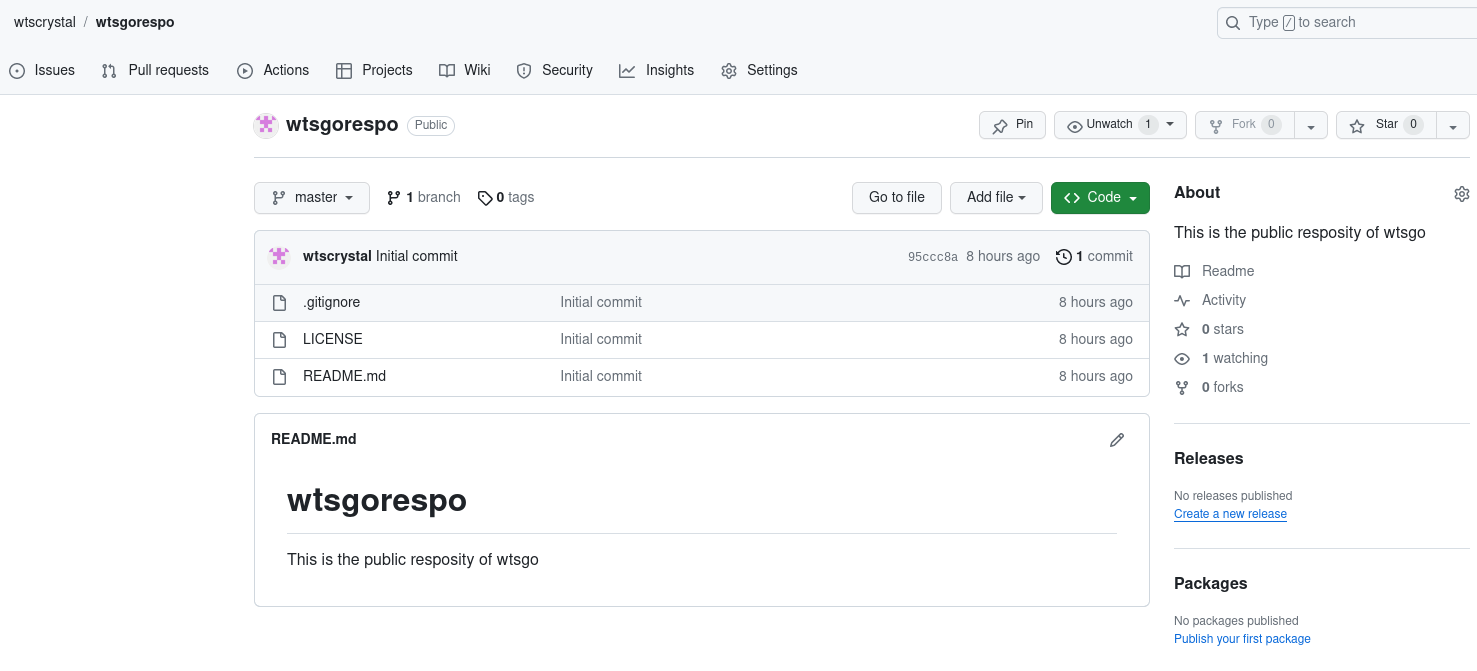 wtscrystal / wtsgorespo
Type / to search
Issues Pull requests Actions Projects Wiki Security Insights Settings
wtsgorespo Public
Pin Unwatch 1 Fork 0 Star 0
master 1 branch 0 tags Go to file Add file <> Code
wtscrystal Initial commit 95ccc8a 8 hours ago 1 commit
.gitignore Initial commit 8 hours ago
LICENSE Initial commit 8 hours ago
README.md Initial commit 8 hours ago
README.md
wtsgorespo
This is the public resposity of wtsgo
About
This is the public resposity of wtsgo
Readme
Activity
0 stars
1 watching
0 forks
Releases
No releases published
Create a new release
Packages
No packages published
Publish your first package